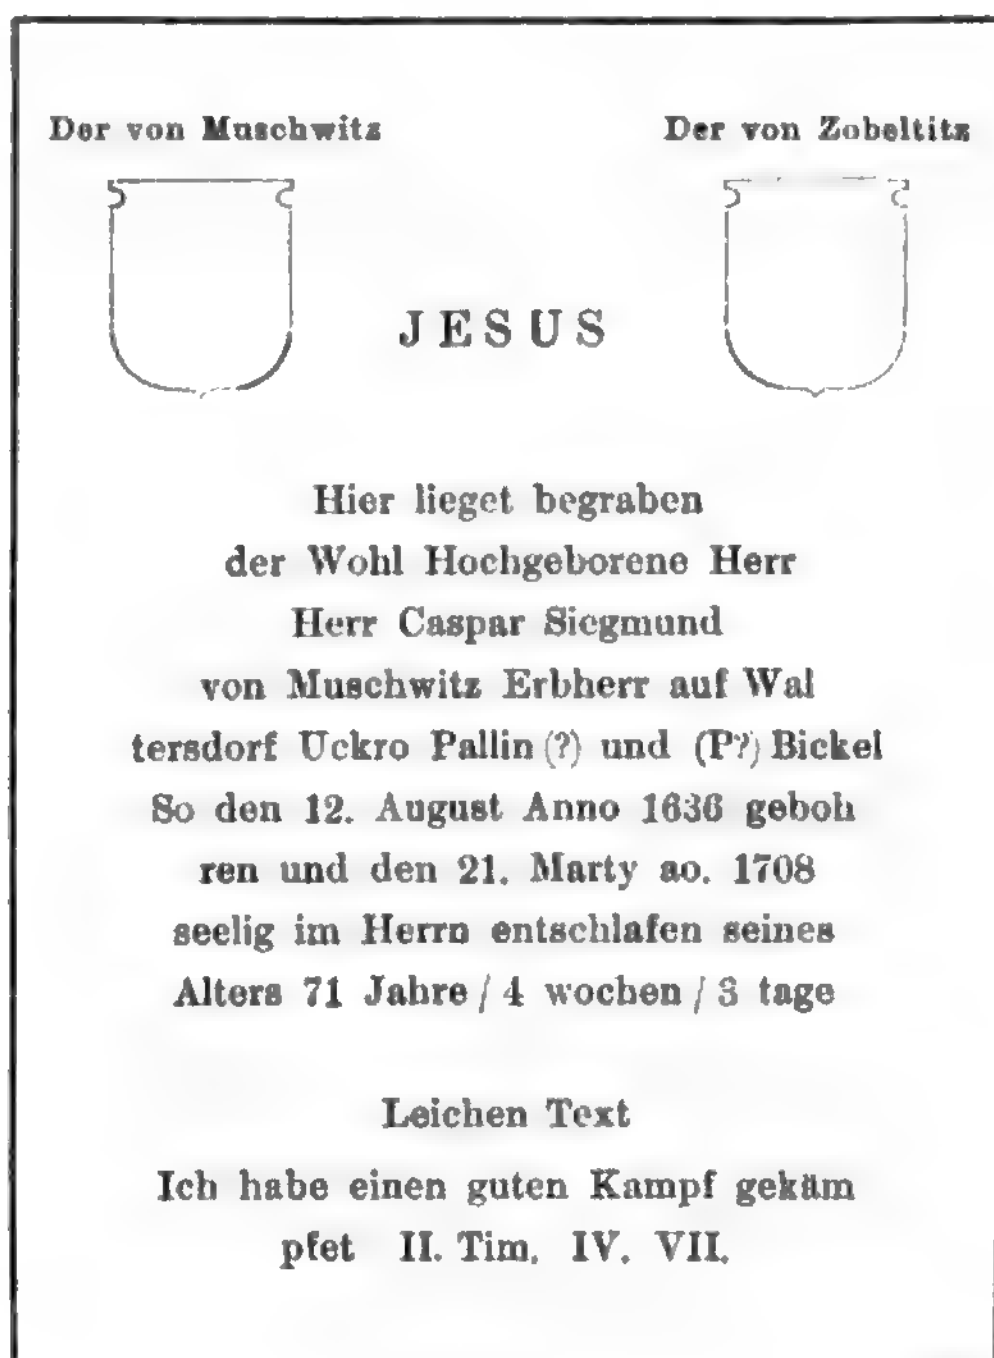 Der von Muschwitz Der von Zobeltitz
JESUS
Hier lieget begraben
der Wohl Hochgeborene Herr
Herr Caspar Siegmund
von Muschwitz Erbherr auf Wal
tersdorf Uckro Pallin (?) und (P?) Bickel
So den 12. August Anno 1636 geboh
ren und den 21. Marty ao. 1708
seelig im Herrn entschlafen seines
Alters 71 Jahre / 4 wochen / 3 tage
Leichen Text
Ich habe einen guten Kampf gekäm
pfet II. Tim. IV. VII.